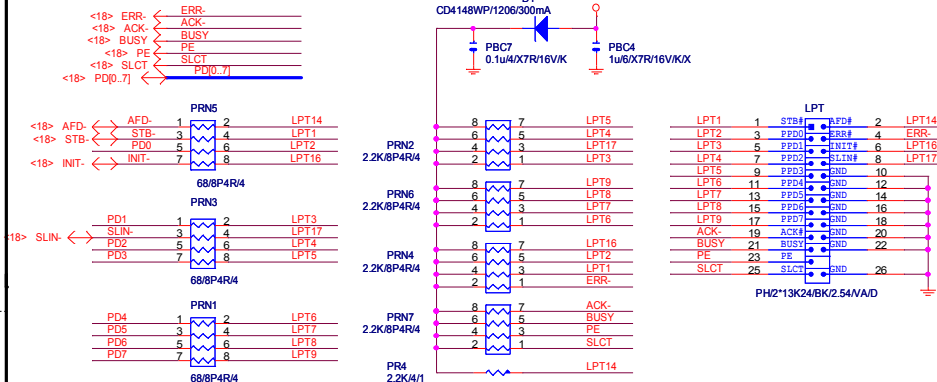 <18> ERR- ERR-
<18> ACK- ACK-
<18> BUSY BUSY
<18> PE PE
<18> SLCT SLCT
<18> PD[0..7] PD[0..7]
CD4148WP/1206/300mA
PBC7
0.1u/4/X7R/16V/K
PBC4
1u/6/X7R/16V/K/X
PRN5
<18> AFD- AFD- 1 2 LPT14
<18> STB- STB- 3 4 LPT1
PD0 5 6 LPT2
<18> INIT- INIT- 7 8 LPT16
68/8P4R/4
PRN3
PD1 1 2 LPT3
<18> SLIN- SLIN- 3 4 LPT17
PD2 5 6 LPT4
PD3 7 8 LPT5
68/8P4R/4
PRN1
PD4 1 2 LPT6
PD5 3 4 LPT7
PD6 5 6 LPT8
PD7 7 8 LPT9
68/8P4R/4
8 7 LPT5
6 5 LPT4
4 3 LPT17
2 1 LPT3
PRN2
2.2K/8P4R/4
8 7 LPT9
6 5 LPT8
4 3 LPT7
2 1 LPT6
PRN6
2.2K/8P4R/4
8 7 LPT16
6 5 LPT2
4 3 LPT1
2 1 ERR-
PRN4
2.2K/8P4R/4
8 7 ACK-
6 5 BUSY
4 3 PE
2 1 SLCT
PRN7
2.2K/8P4R/4
PR4
2.2K/4/1
LPT14
LPT
LPT1 1 STB# AFD# 2 LPT14
LPT2 3 PPD0 ERR# 4 ERR-
LPT3 5 PPD1 INIT# 6 LPT16
LPT4 7 PPD2 SLIN# 8 LPT17
LPT5 9 PPD3 GND 10
LPT6 11 PPD4 GND 12
LPT7 13 PPD5 GND 14
LPT8 15 PPD6 GND 16
LPT9 17 PPD7 GND 18
ACK- 19 ACK# GND 20
BUSY 21 BUSY GND 22
PE 23 PE
SLCT 25 SLCT GND 26
PH/2*13K24/BK/2.54/VA/D